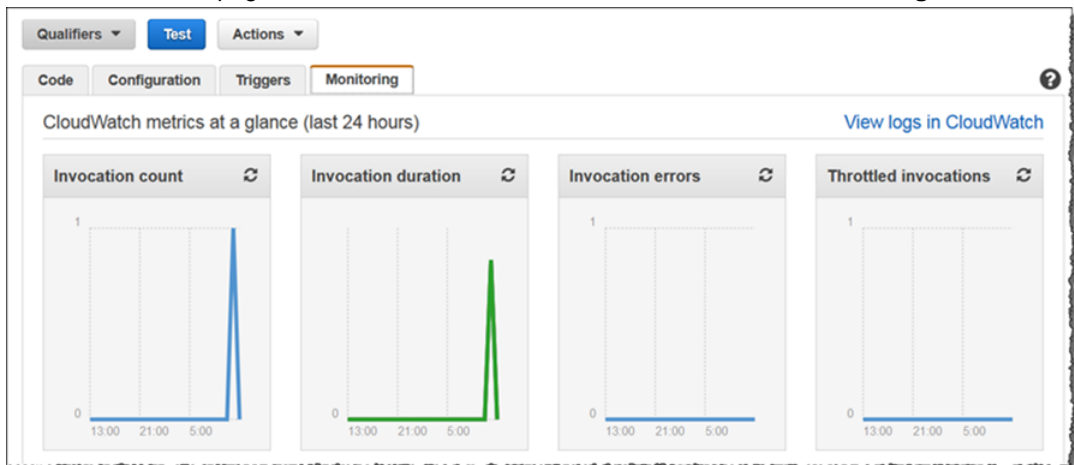 Qualifiers Test Actions
Code Configuration Triggers Monitoring ?
CloudWatch metrics at a glance (last 24 hours) View logs in CloudWatch
Invocation count Invocation duration Invocation errors Throttled invocations
1 1 1
0 0 0 0
13:00 21:00 5:00 13:00 21:00 5:00 13:00 21:00 5:00 13:00 21:00 5:00